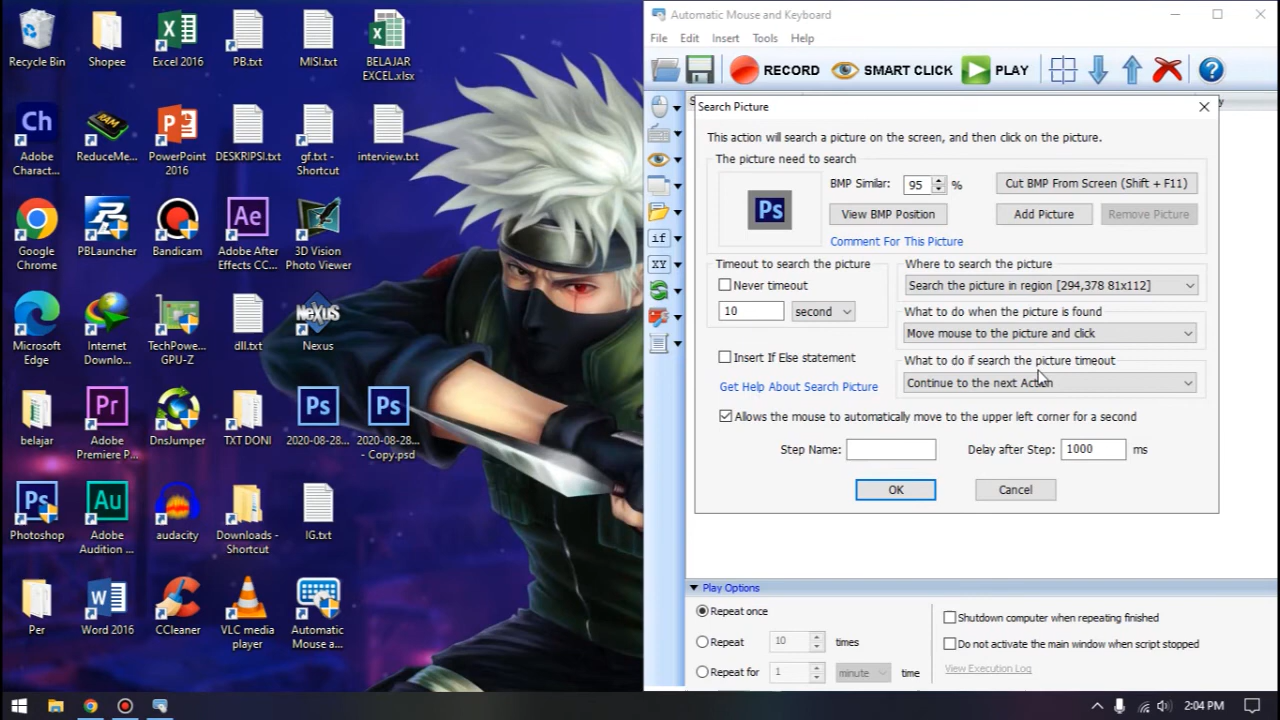 Recycle Bin
Shopee
Excel 2016
PB.txt
MISI.txt
BELAJAR
EXCEL.xlsx
Ch
Adobe
Charact...
RAM
ReduceMe...
PowerPoint
2016
DESKRIPSI.txt
gf.txt -
Shortcut
interview.txt
Google
Chrome
PBLauncher
Bandicam
Ae
Adobe After
Effects CC...
3D Vision
Photo Viewer
Microsoft
Edge
Internet
Downlo...
TechPowe...
GPU-Z
dll.txt
NEXUS
Nexus
belajar
Pr
Adobe
Premiere P...
DnsJumper
TXT DONI
Ps
2020-08-28...
Ps
2020-08-28...
- Copy.psd
Ps
Photoshop
Au
Adobe
Audition ...
audacity
Downloads -
Shortcut
IG.txt
Per
Word 2016
CCleaner
VLC media
player
Automatic
Mouse a...
Automatic Mouse and Keyboard
File Edit Insert Tools Help
RECORD SMART CLICK PLAY
if
XY
Search Picture
This action will search a picture on the screen, and then click on the picture.
The picture need to search
Ps
BMP Similar: 95 %
Cut BMP From Screen (Shift + F11)
View BMP Position
Add Picture
Remove Picture
Comment For This Picture
Timeout to search the picture
Never timeout
10 second
Where to search the picture
Search the picture in region [294,378 81x112]
What to do when the picture is found
Move mouse to the picture and click
Insert If Else statement
What to do if search the picture timeout
Get Help About Search Picture
Continue to the next Action
Allows the mouse to automatically move to the upper left corner for a second
Step Name:
Delay after Step: 1000 ms
OK
Cancel
Play Options
Repeat once
Repeat 10 times
Repeat for 1 minute time
Shutdown computer when repeating finished
Do not activate the main window when script stopped
View Execution Log
2:04 PM